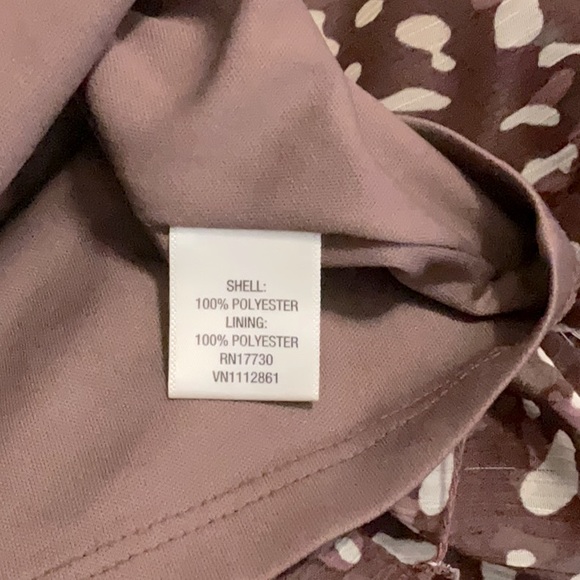 SHELL:
100% POLYESTER
LINING:
100% POLYESTER
RN17730
VN1112861